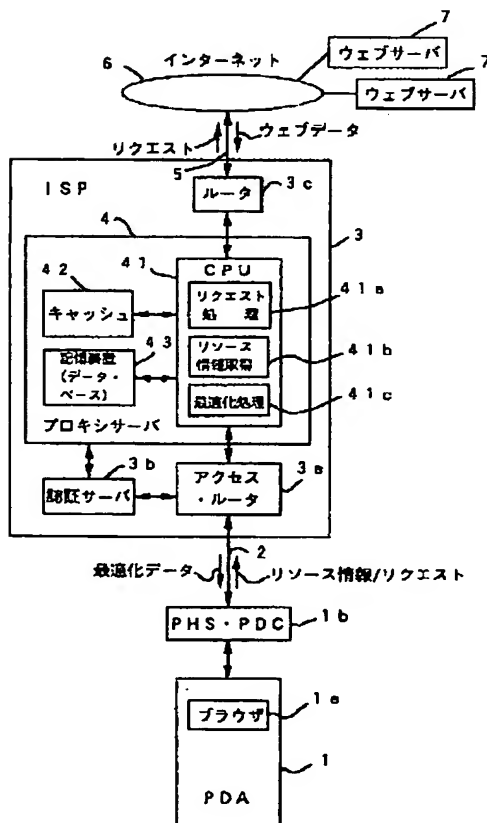 7
インターネット
ウェブサーバ
6
7
ウェブサーバ
リクエスト
ウェブデータ
5
ISP
ルータ
3c
4
3
42
41
CPU
キャッシュ
リクエスト
処 理
41a
43
記憶装置
(データ・
ベース)
リソース
情報取得
41b
最適化処理
41c
プロキシサーバ
3b
認証サーバ
アクセス
・ルータ
3a
2
最適化データ
リソース情報/リクエスト
PHS・PDC
1b
ブラウザ
1a
1
PDA